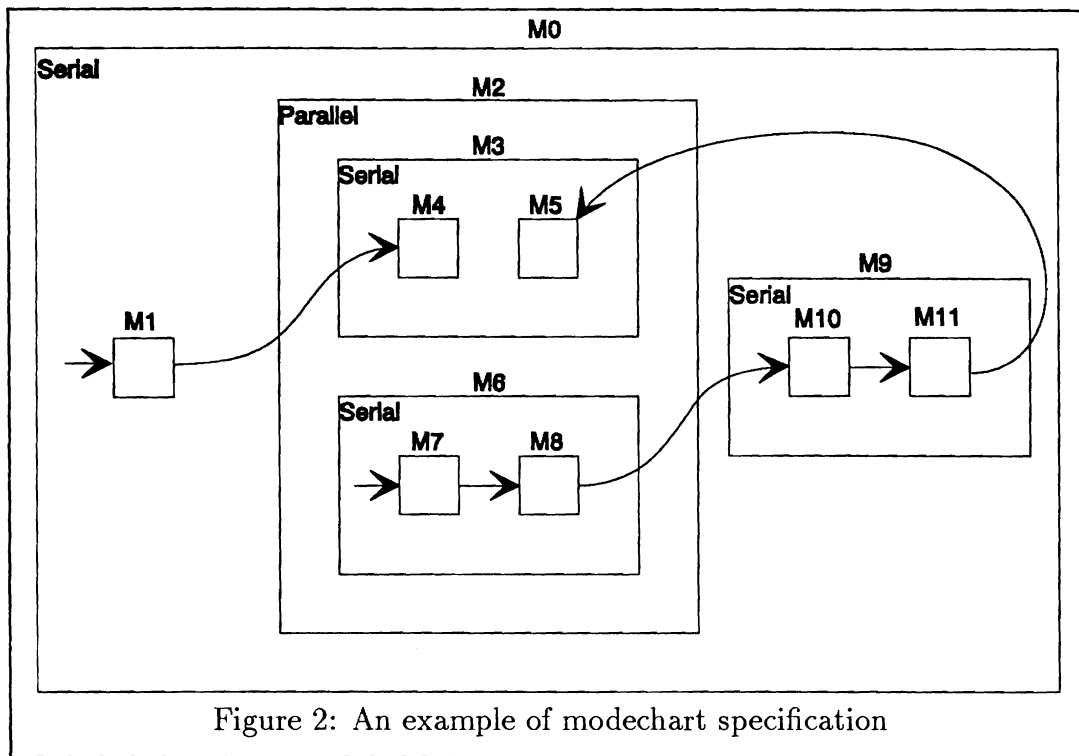 M0
Serial
M2
Parallel
M3
Serial
M4 M5
M9
Serial
M10 M11
M1
M6
Serial
M7 M8
Figure 2: An example of modechart specification